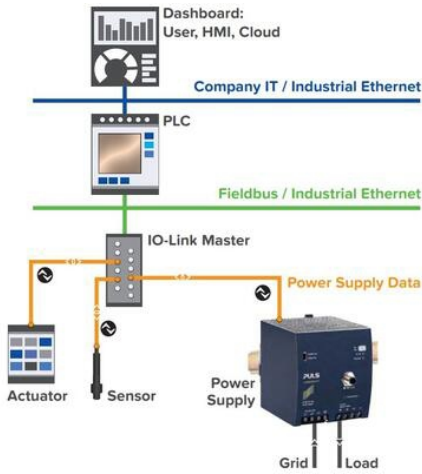 Dashboard:
User, HMI, Cloud
Company IT / Industrial Ethernet
PLC
Fieldbus / Industrial Ethernet
IO-Link Master
Power Supply Data
Actuator
Sensor
Power
Supply
PULS
Grid
Load